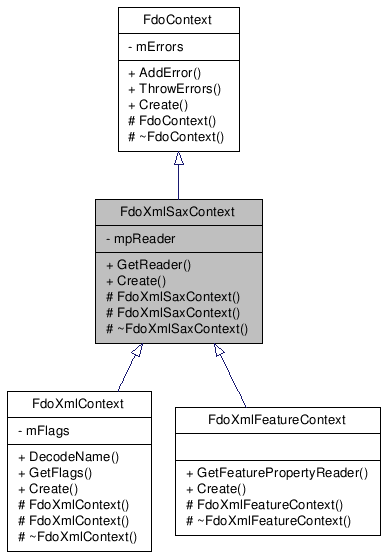 FdoContext
- mErrors
+ AddError()
+ ThrowErrors()
+ Create()
# FdoContext()
# ~FdoContext()
FdoXmlSaxContext
- mpReader
+ GetReader()
+ Create()
# FdoXmlSaxContext()
# FdoXmlSaxContext()
# ~FdoXmlSaxContext()
FdoXmlContext
- mFlags
+ DecodeName()
+ GetFlags()
+ Create()
# FdoXmlContext()
# FdoXmlContext()
# ~FdoXmlContext()
FdoXmlFeatureContext
+ GetFeaturePropertyReader()
+ Create()
# FdoXmlFeatureContext()
# ~FdoXmlFeatureContext()